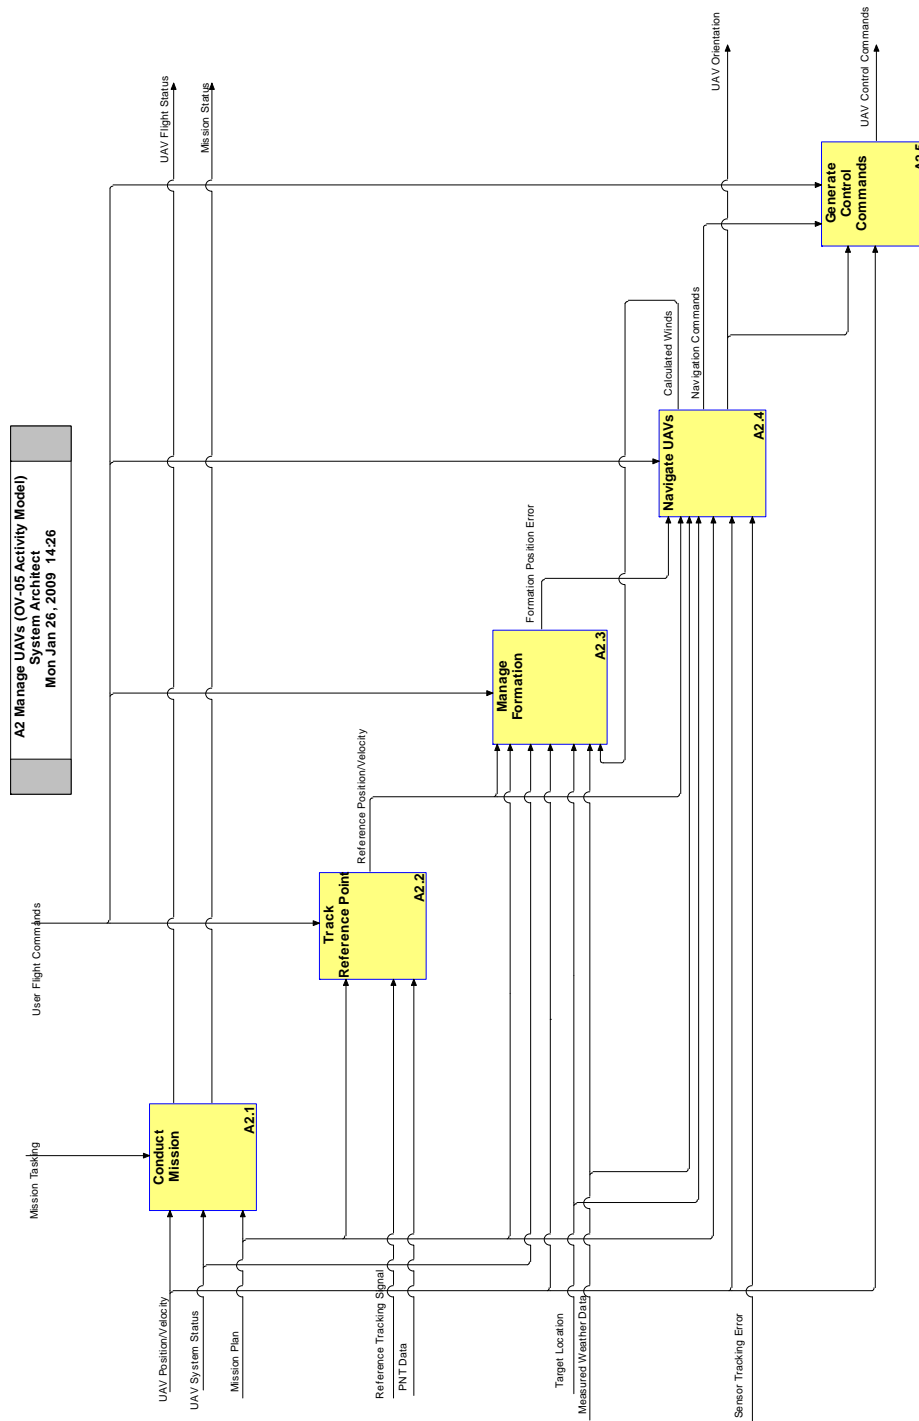 A2 Manage UAVs (OV-05 Activity Model)
System Architect
Mon Jan 26, 2009  14:26
Mission Tasking
User Flight Commands
UAV Flight Status
Mission Status
UAV Orientation
UAV Control Commands
Conduct
Mission
A2.1
Track
Reference Point
A2.2
Reference Position/Velocity
Manage
Formation
A2.3
Formation Position Error
Navigate UAVs
A2.4
Calculated Winds
Navigation Commands
Generate
Control
Commands
A2.5
UAV Position/Velocity
UAV System Status
Mission Plan
Reference Tracking Signal
PNT Data
Target Location
Measured Weather Data
Sensor Tracking Error